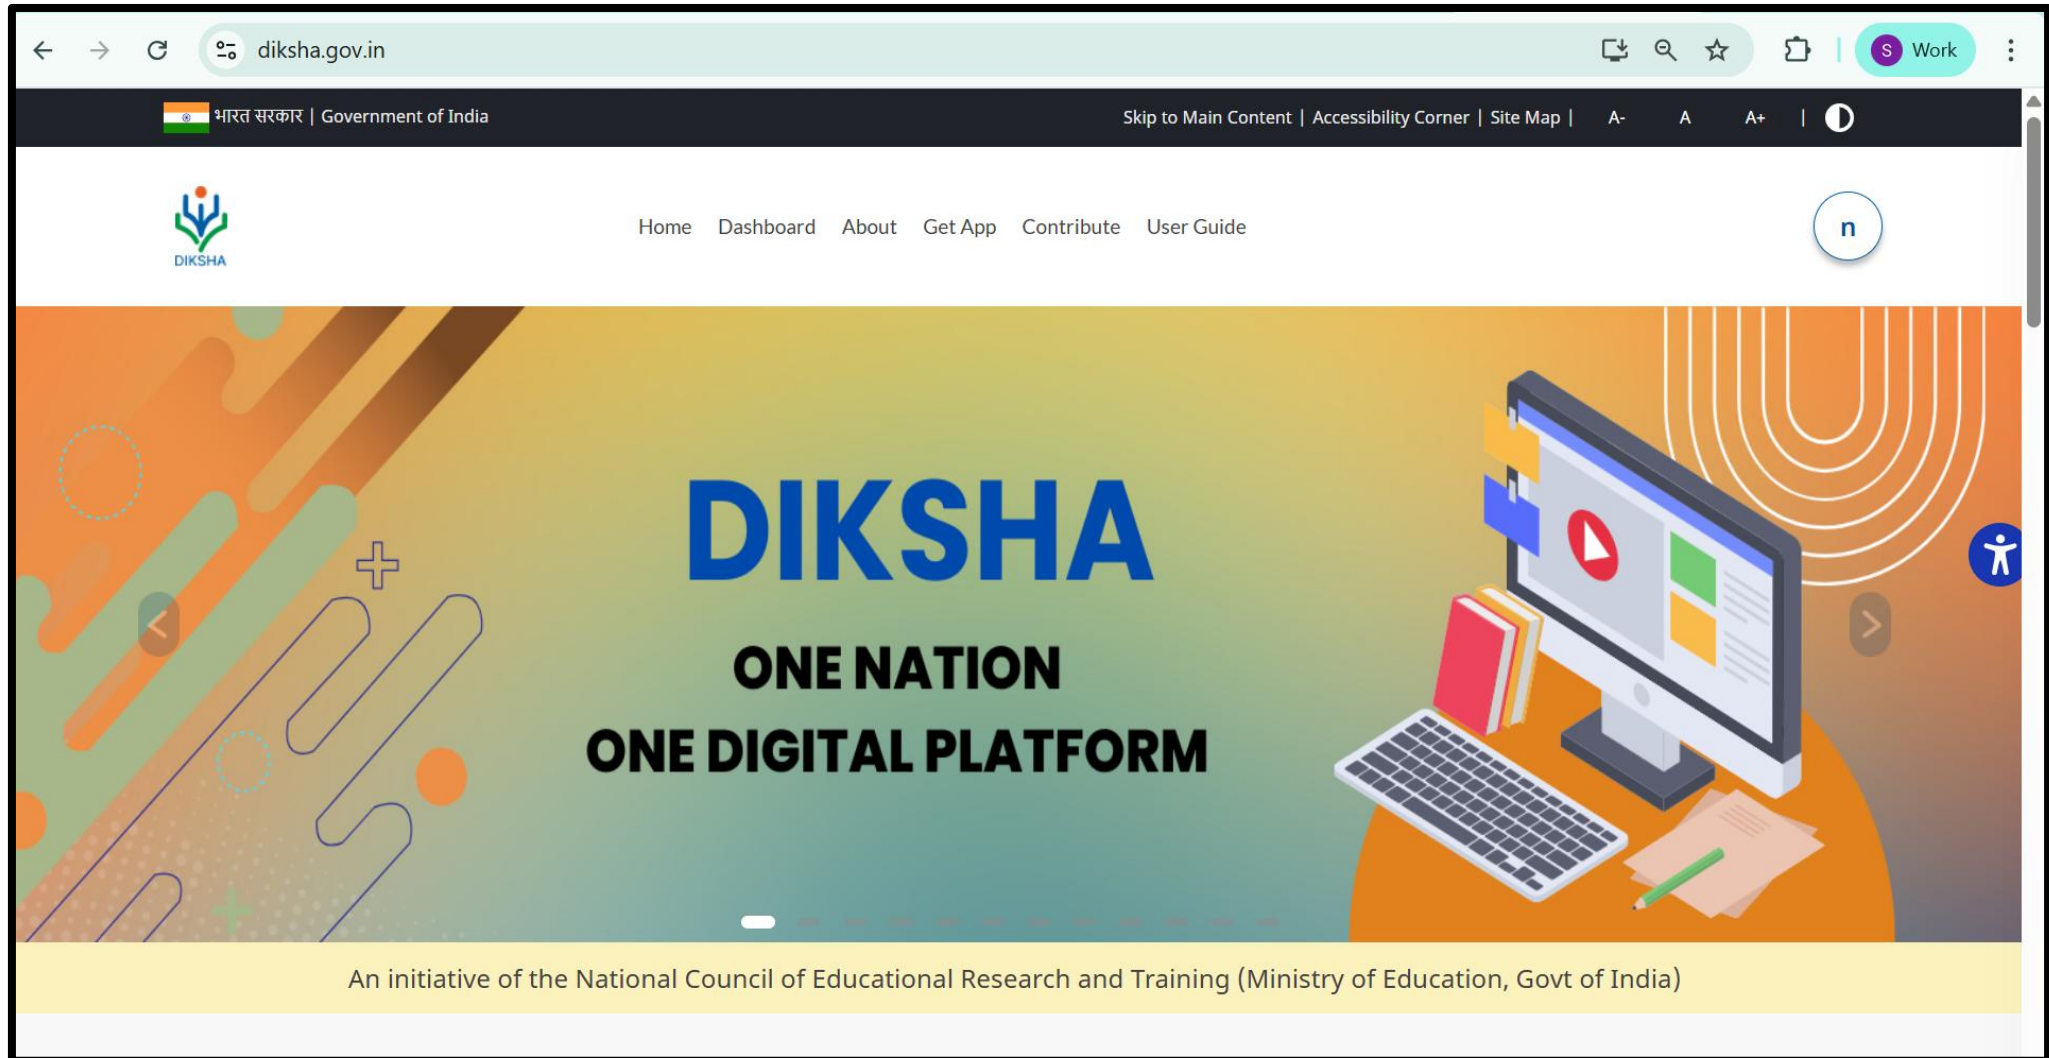 diksha.gov.in
S Work
भारत सरकार | Government of India
Skip to Main Content | Accessibility Corner | Site Map | A- A A+ |
DIKSHA
Home Dashboard About Get App Contribute User Guide
n
DIKSHA
ONE NATION
ONE DIGITAL PLATFORM
An initiative of the National Council of Educational Research and Training (Ministry of Education, Govt of India)